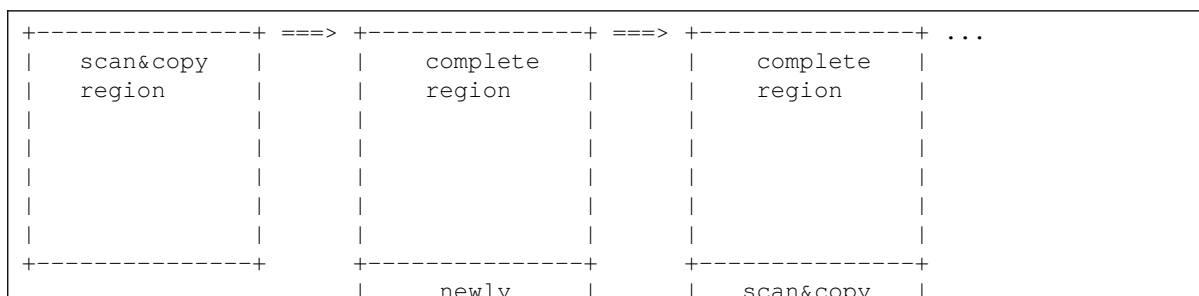 +---------------+ ===> +---------------+ ===> +---------------+ ...
|   scan&copy   |      |    complete   |      |    complete   |
|   region      |      |    region     |      |    region     |
|               |      |               |      |               |
|               |      |               |      |               |
|               |      |               |      |               |
|               |      |               |      |               |
+---------------+      +---------------+      +---------------+
                       |     newly     |      |   scan&copy   |